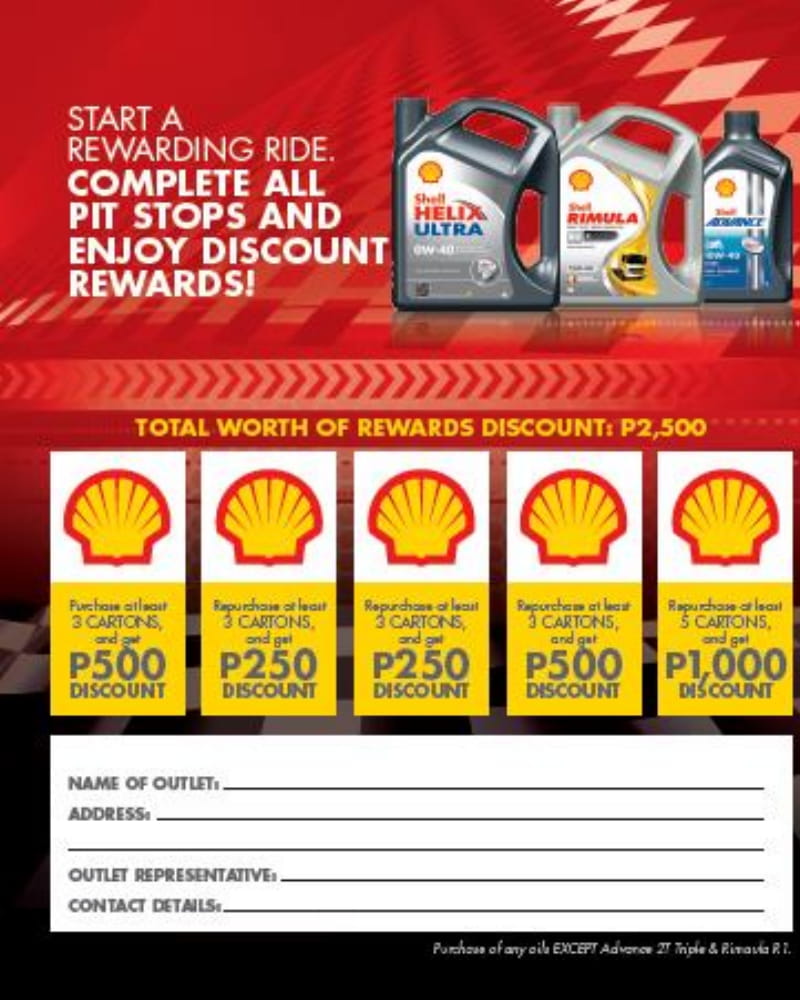 START A
REWARDING RIDE.
COMPLETE ALL
PIT STOPS AND
ENJOY DISCOUNT
REWARDS!
Shell
HELIX
ULTRA
0W-40
Shell
RIMULA
Shell
ADVANCE
TOTAL WORTH OF REWARDS DISCOUNT: P2,500
Purchase at least
3 CARTONS,
and get
P500
DISCOUNT
Repurchase at least
3 CARTONS,
and get
P250
DISCOUNT
Repurchase at least
3 CARTONS,
and get
P250
DISCOUNT
Repurchase at least
3 CARTONS,
and get
P500
DISCOUNT
Repurchase at least
5 CARTONS,
and get
P1,000
DISCOUNT
NAME OF OUTLET:
ADDRESS:
OUTLET REPRESENTATIVE:
CONTACT DETAILS:
Purchase of any oils EXCEPT Advance 2T Triple & Rimula R1.